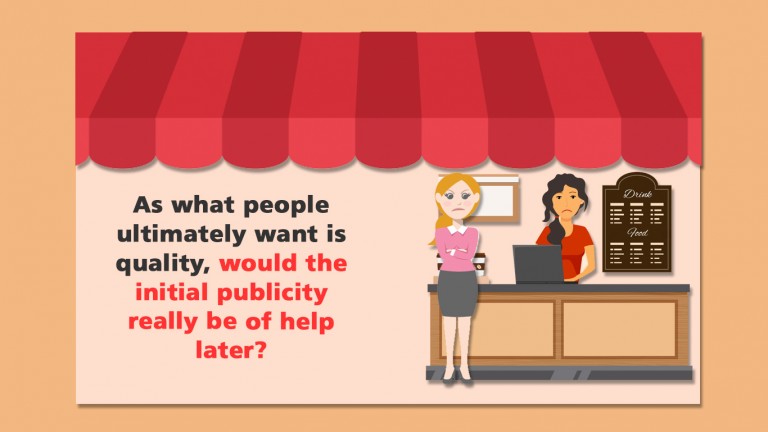 As what people
ultimately want is
quality, would the
initial publicity
really be of help
later?
Drink
Food